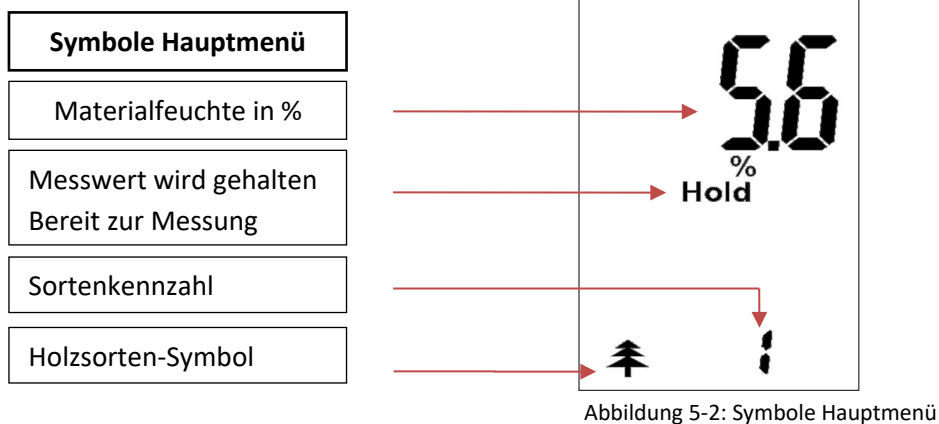 Symbole Hauptmenü
Materialfeuchte in %
Messwert wird gehalten
Bereit zur Messung
Sortenkennzahl
Holzsorten-Symbol
5.6
%
Hold
1
Abbildung 5-2: Symbole Hauptmenü